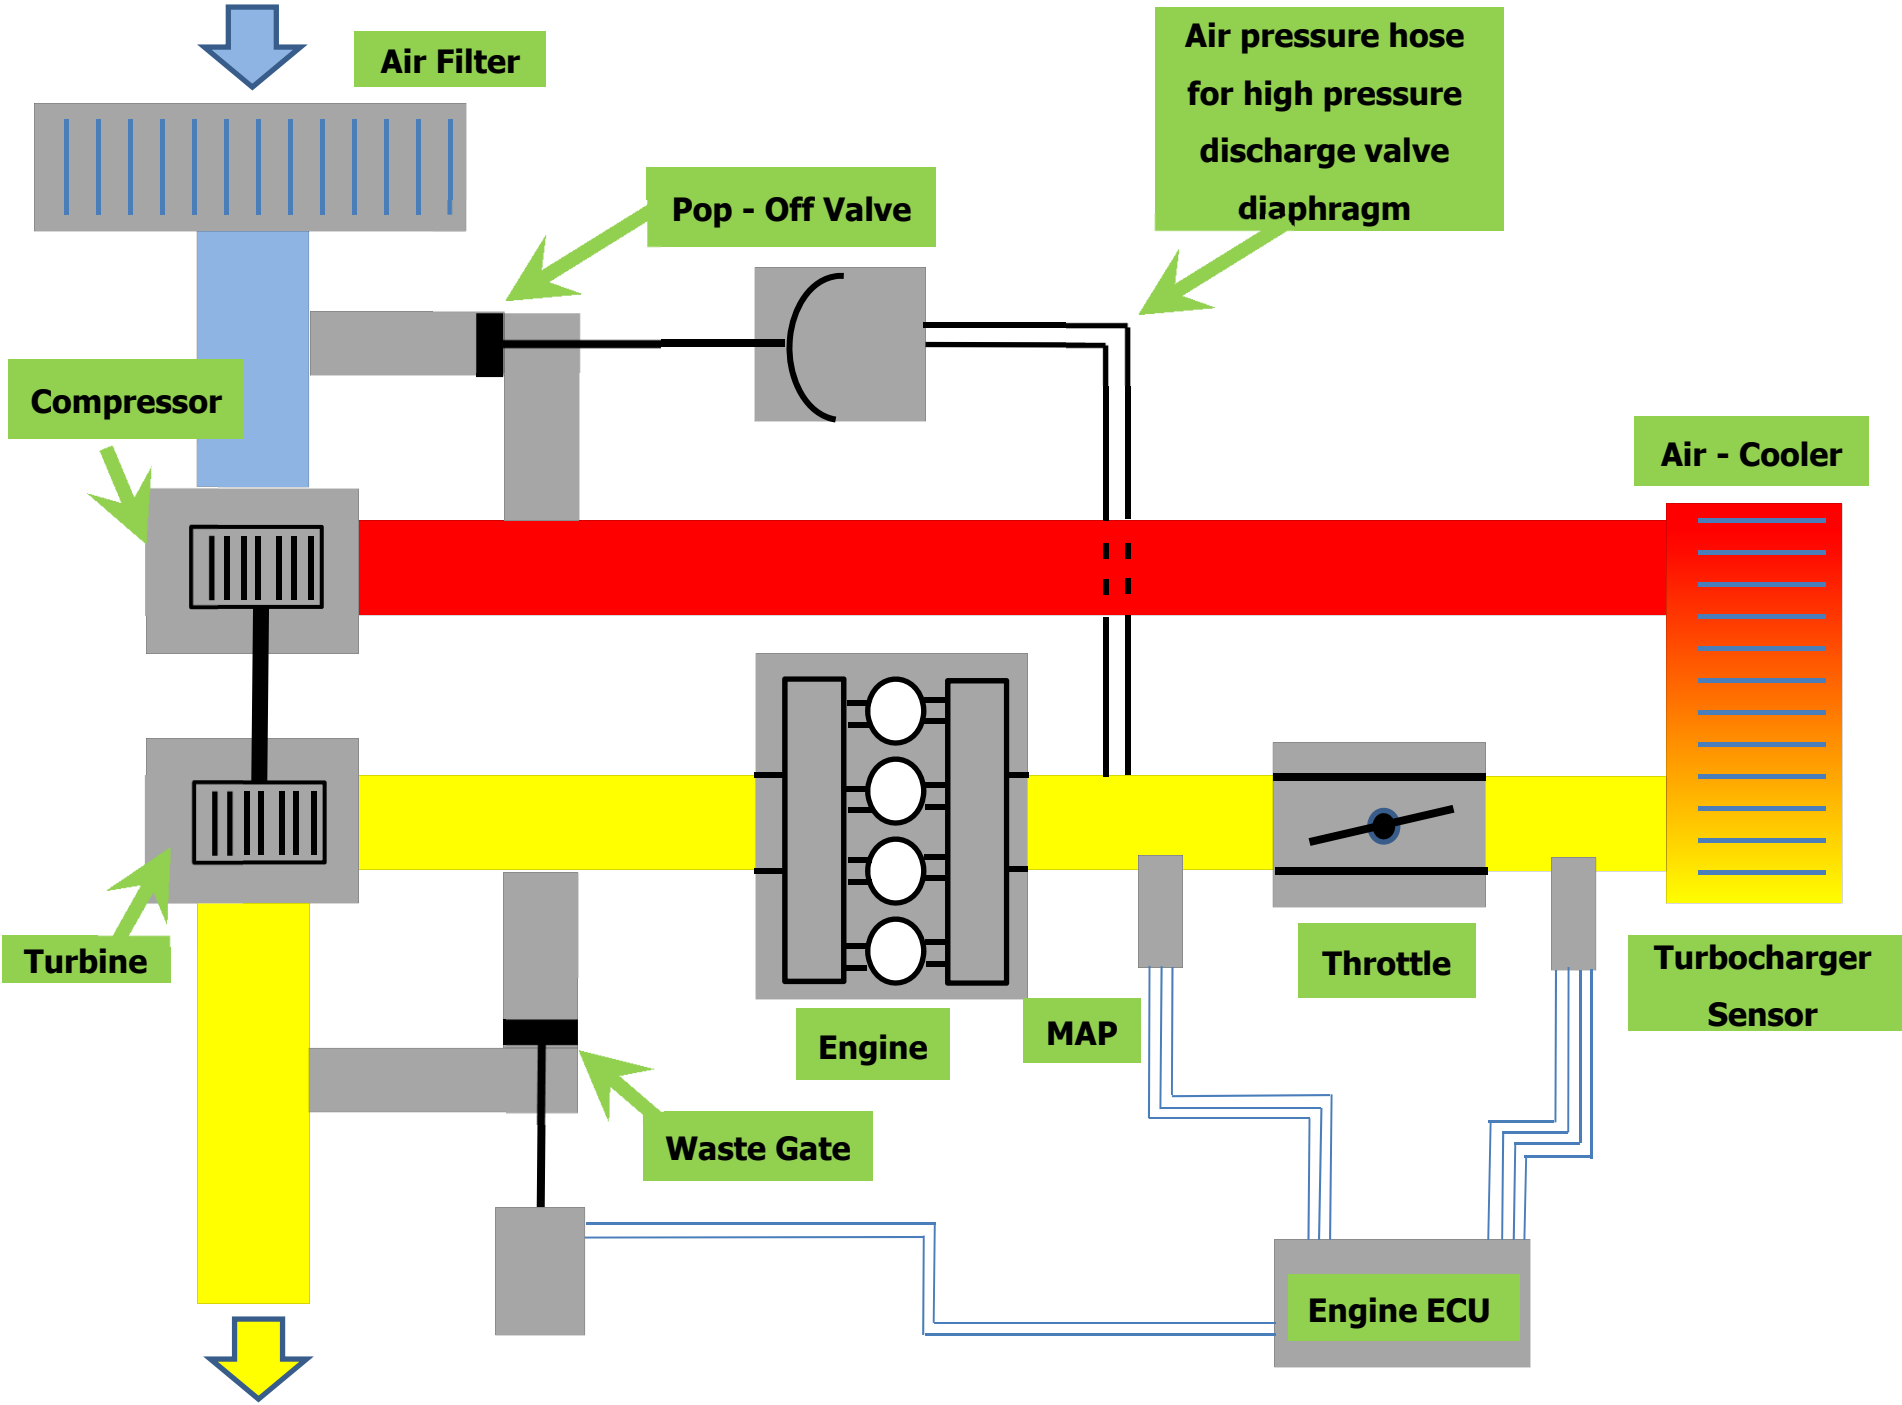 Air Filter
Air pressure hose
for high pressure
discharge valve
diaphragm
Pop - Off Valve
Compressor
Air - Cooler
Turbine
Throttle
Turbocharger
Sensor
MAP
Engine
Waste Gate
Engine ECU